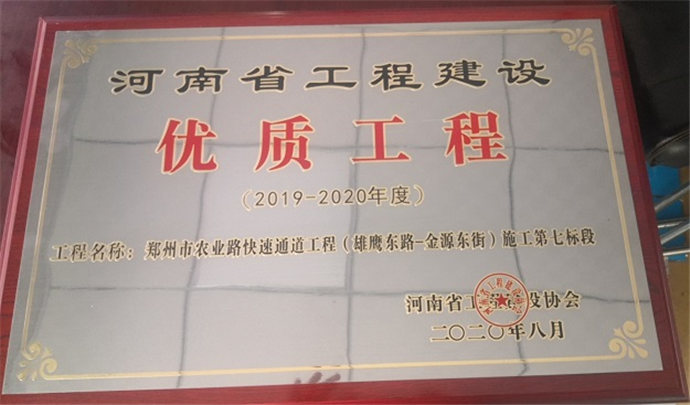 河南省工程建设
优质工程
(2019-2020年度)
工程名称：郑州市农业路快速通道工程（雄鹰东路-金源东街）施工第七标段
河南省工程建设协会
二〇二〇年八月